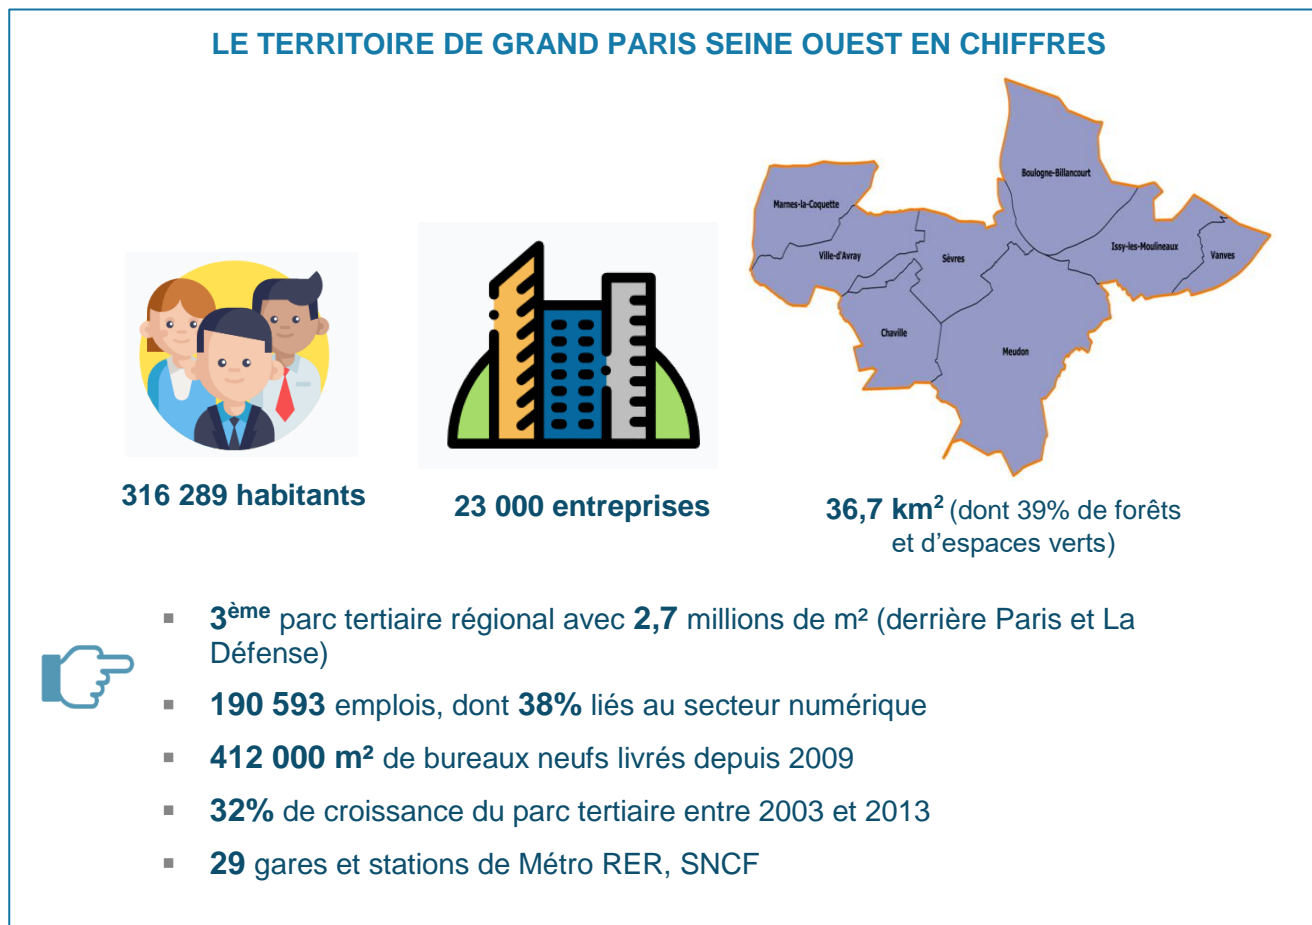 LE TERRITOIRE DE GRAND PARIS SEINE OUEST EN CHIFFRES
Boulogne-Billancourt
Marnes-la-Coquette
Issy-les-Moulineaux
Ville-d'Avray
Sèvres
Vanves
Chaville
Meudon
316 289 habitants
23 000 entreprises
36,7 km² (dont 39% de forêts
et d'espaces verts)
▪ 3ème parc tertiaire régional avec 2,7 millions de m² (derrière Paris et La
Défense)
▪ 190 593 emplois, dont 38% liés au secteur numérique
▪ 412 000 m² de bureaux neufs livrés depuis 2009
▪ 32% de croissance du parc tertiaire entre 2003 et 2013
▪ 29 gares et stations de Métro RER, SNCF